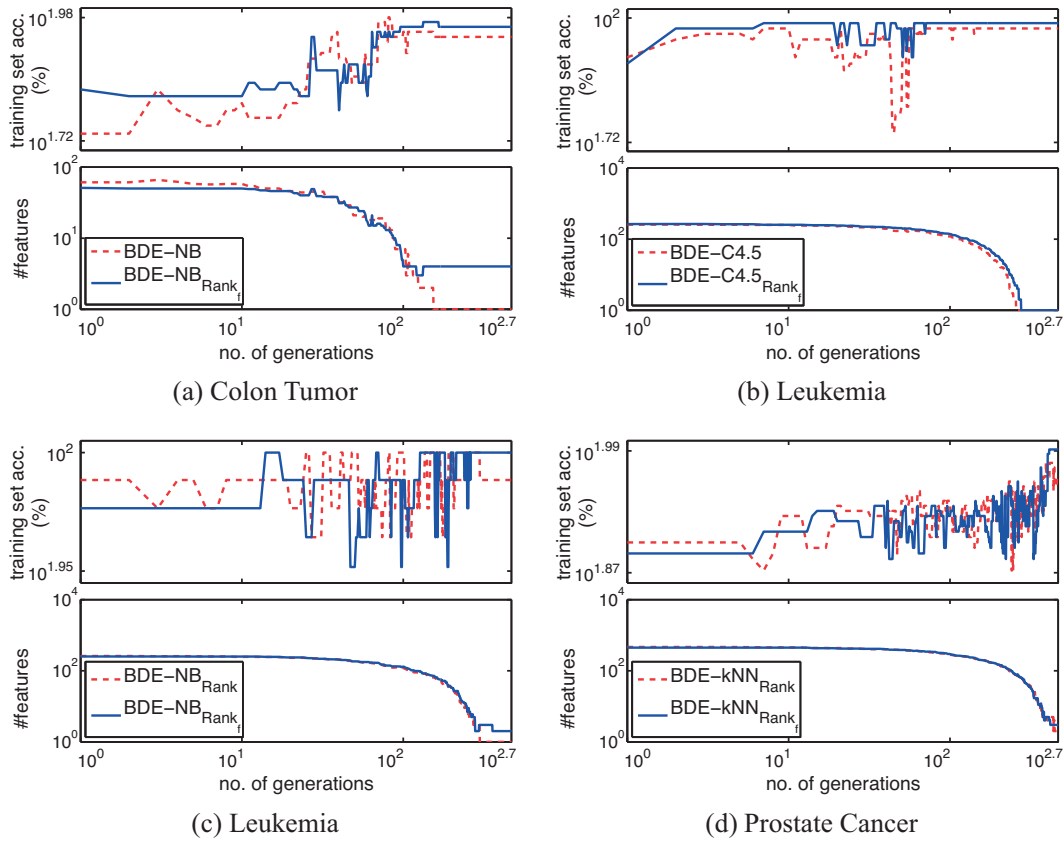 training set acc.
(%)
10^1.98
10^1.72
#features
10^2
10^1
10^0
BDE−NB
BDE−NB_Rank_f
10^0 10^1 10^2 10^2.7
no. of generations
(a) Colon Tumor
training set acc.
(%)
10^2
10^1.72
#features
10^4
10^2
10^0
BDE−C4.5
BDE−C4.5_Rank_f
10^0 10^1 10^2 10^2.7
no. of generations
(b) Leukemia
training set acc.
(%)
10^2
10^1.95
#features
10^4
10^2
10^0
BDE−NB_Rank
BDE−NB_Rank_f
10^0 10^1 10^2 10^2.7
no. of generations
(c) Leukemia
training set acc.
(%)
10^1.99
10^1.87
#features
10^4
10^2
10^0
BDE−kNN_Rank
BDE−kNN_Rank_f
10^0 10^1 10^2 10^2.7
no. of generations
(d) Prostate Cancer